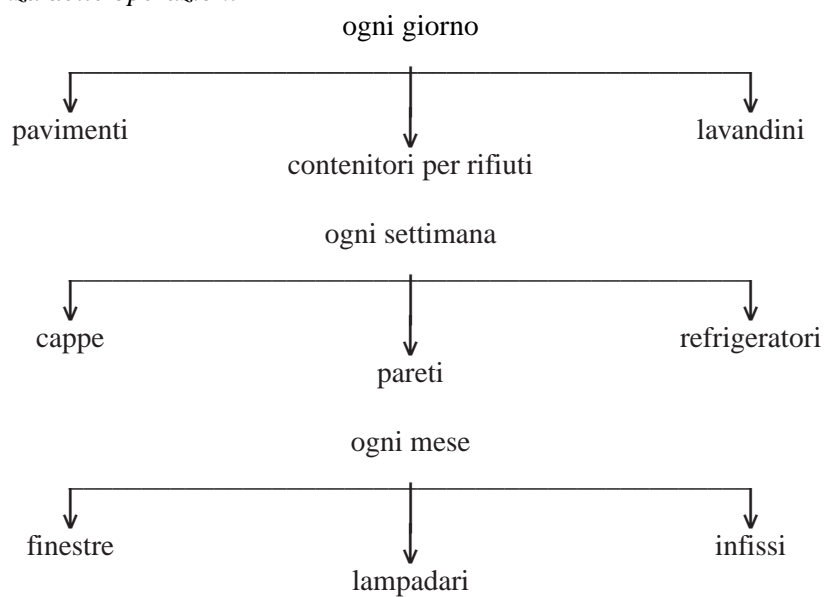 ogni giorno
pavimenti
lavandini
contenitori per rifiuti
ogni settimana
cappe
refrigeratori
pareti
ogni mese
finestre
infissi
lampadari